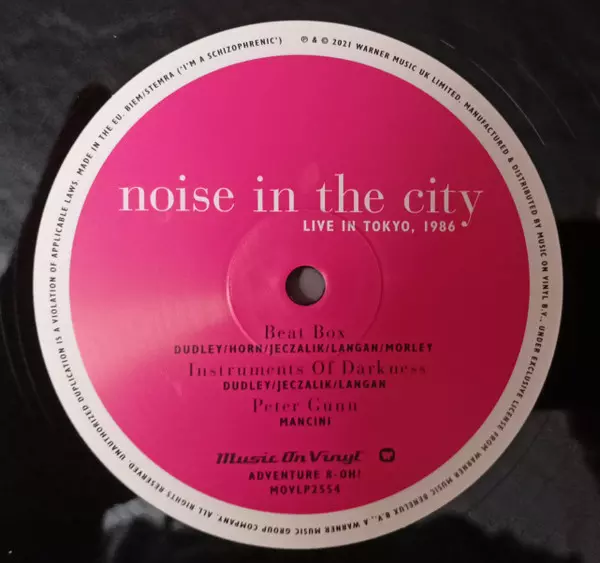 noise in the city
LIVE IN TOKYO, 1986
Beat Box
DUDLEY/HORN/JECZALIK/LANGAN/MORLEY
Instruments Of Darkness
DUDLEY/JECZALIK/LANGAN
Peter Gunn
MANCINI
Music On Vinyl
ADVENTURE 8-OH!
MOVLP2554
℗ & © 2021 WARNER MUSIC UK LIMITED. MANUFACTURED & DISTRIBUTED BY MUSIC ON VINYL B.V., UNDER EXCLUSIVE LICENSE FROM WARNER MUSIC BENELUX B.V., A WARNER MUSIC GROUP COMPANY. ALL RIGHTS RESERVED. UNAUTHORIZED DUPLICATION IS A VIOLATION OF APPLICABLE LAWS. MADE IN THE EU. BIEM/STEMRA ('I'M A SCHIZOPHRENIC')